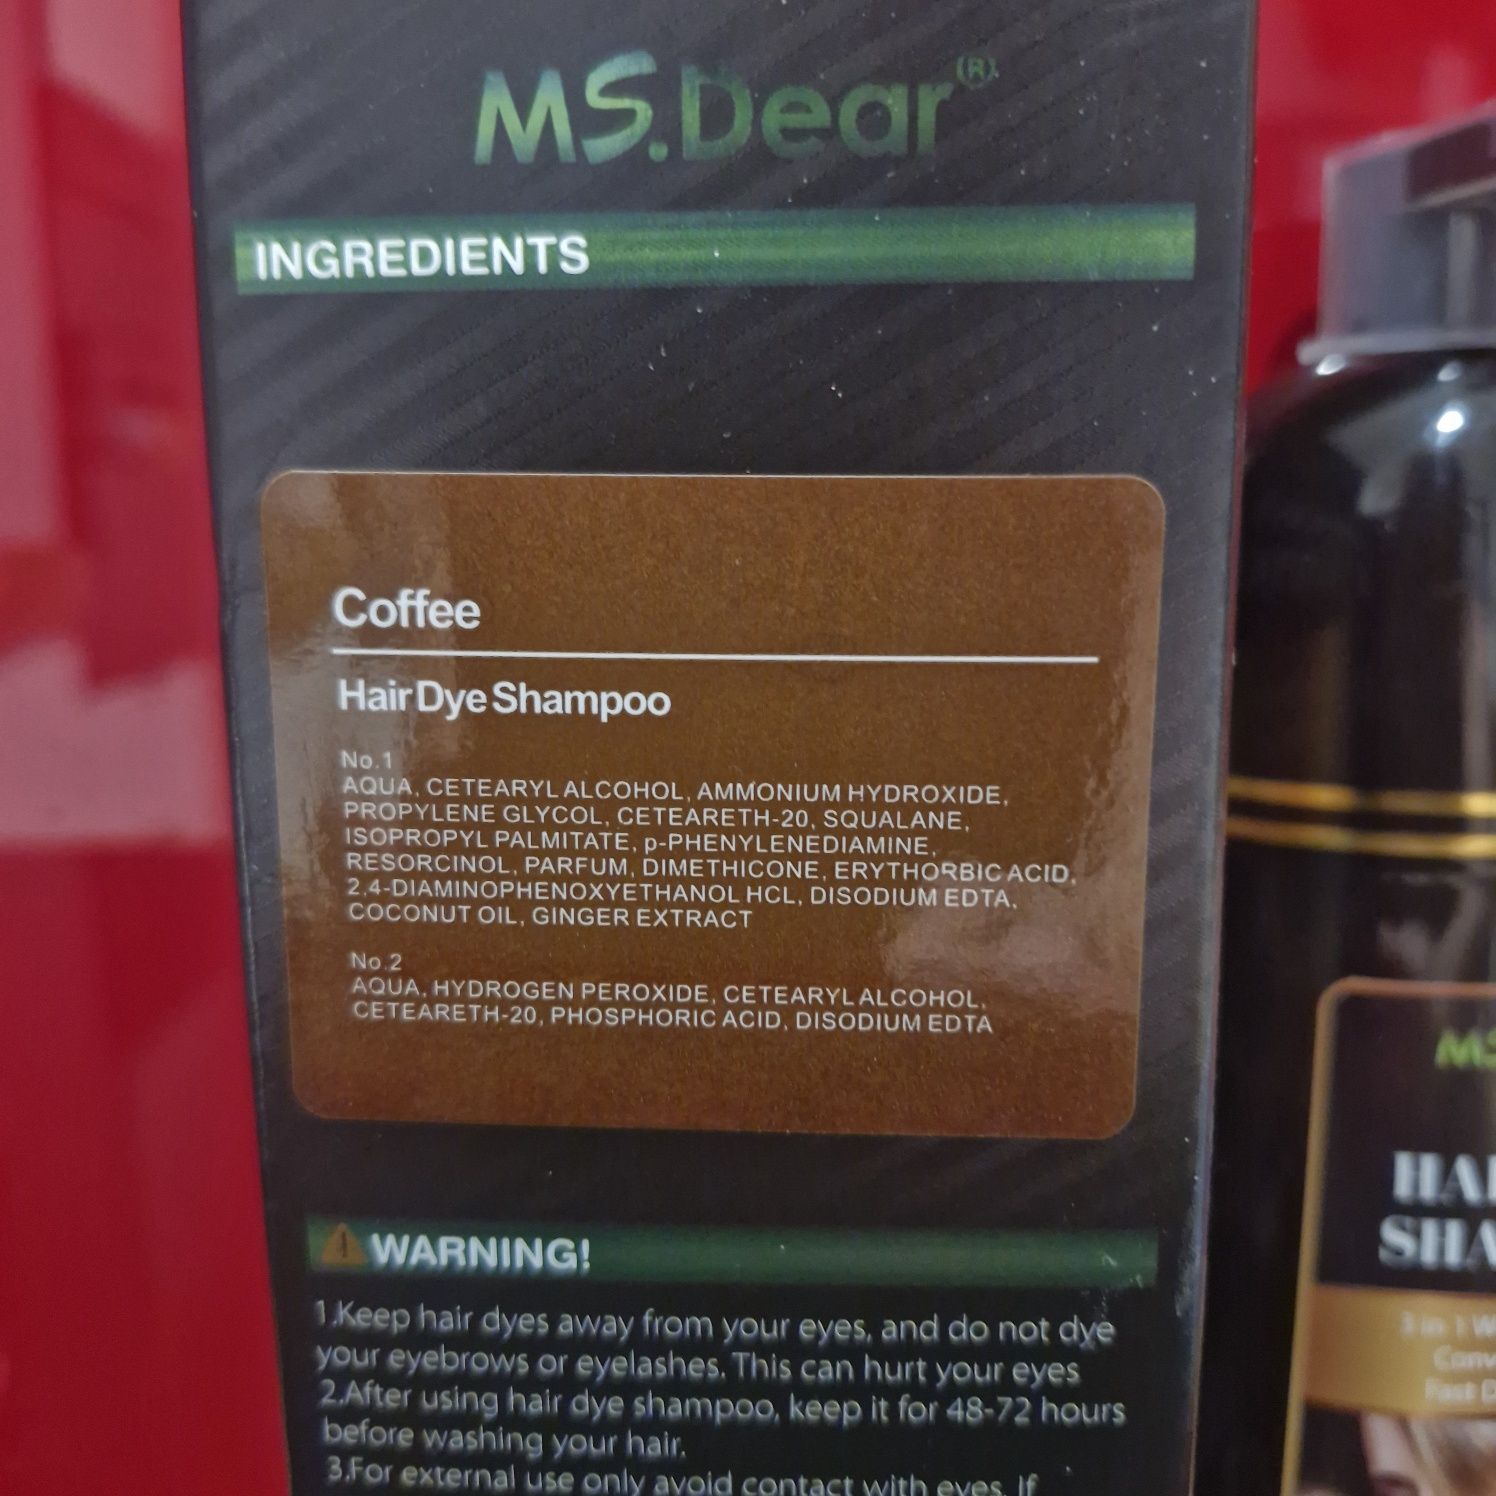 MS.Dear(R)
INGREDIENTS
Coffee
Hair Dye Shampoo
No.1
AQUA, CETEARYL ALCOHOL, AMMONIUM HYDROXIDE,
PROPYLENE GLYCOL, CETEARETH-20, SQUALANE,
ISOPROPYL PALMITATE, p-PHENYLENEDIAMINE,
RESORCINOL, PARFUM, DIMETHICONE, ERYTHORBIC ACID,
2.4-DIAMINOPHENOXYETHANOL HCL, DISODIUM EDTA,
COCONUT OIL, GINGER EXTRACT
No.2
AQUA, HYDROGEN PEROXIDE, CETEARYL ALCOHOL,
CETEARETH-20, PHOSPHORIC ACID, DISODIUM EDTA
WARNING!
1.Keep hair dyes away from your eyes, and do not dye
your eyebrows or eyelashes. This can hurt your eyes
2.After using hair dye shampoo, keep it for 48-72 hours
before washing your hair.
3.For external use only avoid contact with eyes. If
MS
HAI
SHA